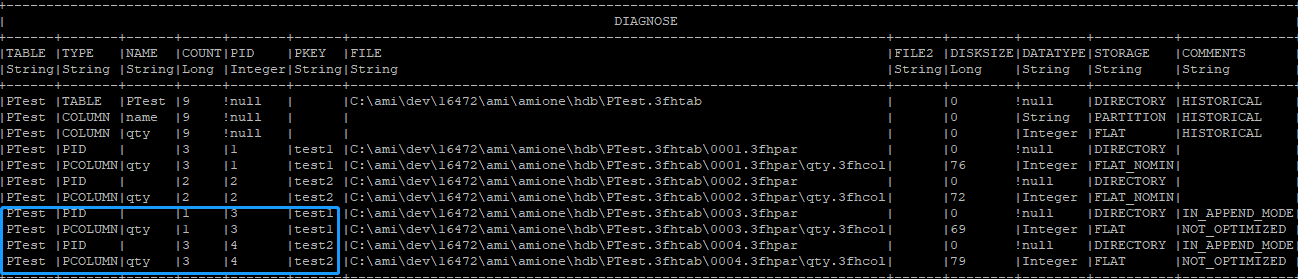 +------------------------------------------------------------------------------------------------------------------------------------------------------------------+
|                                                                            DIAGNOSE                                                                              |
+------+-------+------+-----+-------+------+-------------------------------------------------------------------+------+--------+--------+----------+--------------+
|TABLE |TYPE   |NAME  |COUNT|PID    |PKEY  |FILE                                                               |FILE2 |DISKSIZE|DATATYPE|STORAGE   |COMMENTS      |
|String|String |String|Long |Integer|String|String                                                             |String|Long    |String  |String    |String        |
+------+-------+------+-----+-------+------+-------------------------------------------------------------------+------+--------+--------+----------+--------------+
|PTest |TABLE  |PTest |9    |!null  |      |C:\ami\dev\16472\ami\amione\hdb\PTest.3fhtab                       |      |0       |!null   |DIRECTORY |HISTORICAL    |
|PTest |COLUMN |name  |9    |!null  |      |                                                                   |      |0       |String  |PARTITION |HISTORICAL    |
|PTest |COLUMN |qty   |9    |!null  |      |                                                                   |      |0       |Integer |FLAT      |HISTORICAL    |
|PTest |PID    |      |3    |1      |test1 |C:\ami\dev\16472\ami\amione\hdb\PTest.3fhtab\0001.3fhpar           |      |0       |!null   |DIRECTORY |              |
|PTest |PCOLUMN|qty   |3    |1      |test1 |C:\ami\dev\16472\ami\amione\hdb\PTest.3fhtab\0001.3fhpar\qty.3fhcol|      |76      |Integer |FLAT_NOMIN|              |
|PTest |PID    |      |2    |2      |test2 |C:\ami\dev\16472\ami\amione\hdb\PTest.3fhtab\0002.3fhpar           |      |0       |!null   |DIRECTORY |              |
|PTest |PCOLUMN|qty   |2    |2      |test2 |C:\ami\dev\16472\ami\amione\hdb\PTest.3fhtab\0002.3fhpar\qty.3fhcol|      |72      |Integer |FLAT_NOMIN|              |
|PTest |PID    |      |1    |3      |test1 |C:\ami\dev\16472\ami\amione\hdb\PTest.3fhtab\0003.3fhpar           |      |0       |!null   |DIRECTORY |IN_APPEND_MODE|
|PTest |PCOLUMN|qty   |1    |3      |test1 |C:\ami\dev\16472\ami\amione\hdb\PTest.3fhtab\0003.3fhpar\qty.3fhcol|      |69      |Integer |FLAT      |NOT_OPTIMIZED |
|PTest |PID    |      |3    |4      |test2 |C:\ami\dev\16472\ami\amione\hdb\PTest.3fhtab\0004.3fhpar           |      |0       |!null   |DIRECTORY |IN_APPEND_MODE|
|PTest |PCOLUMN|qty   |3    |4      |test2 |C:\ami\dev\16472\ami\amione\hdb\PTest.3fhtab\0004.3fhpar\qty.3fhcol|      |79      |Integer |FLAT      |NOT_OPTIMIZED |
+------+-------+------+-----+-------+------+-------------------------------------------------------------------+------+--------+--------+----------+--------------+